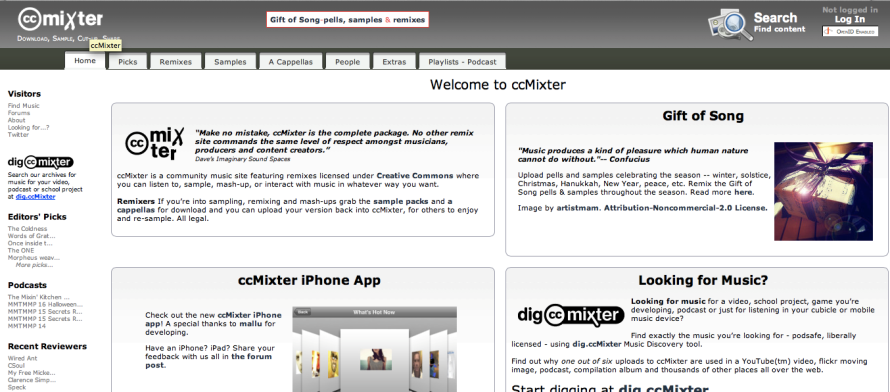 ccmixter
DOWNLOAD, SAMPLE, CUT-UP, SHARE
ccMixter
Gift of Song-pells, samples & remixes
Search
Find content
Not logged in
Log In
OPENID ENABLED
Home
Picks
Remixes
Samples
A Cappellas
People
Extras
Playlists - Podcast
Visitors
Find Music
Forums
About
Looking for...?
Twitter
dig ccmixter
Search our archives for
music for your video,
podcast or school project
at dig.ccMixter
Editors' Picks
The Coldness
Words of Grat...
Once inside t...
The ONE
Morpheus weav...
More picks...
Podcasts
The Mixin' Kitchen ...
MMTMMP 16 Halloween...
MMTMMP 15 Secrets R...
MMTMMP 15 Secrets R...
MMTMMP 14
Recent Reviewers
Wired Ant
CSoul
My Free Micke...
Clarence Simp...
Speck
Welcome to ccMixter
cc mix
ter
"Make no mistake, ccMixter is the complete package. No other remix
site commands the same level of respect amongst musicians,
producers and content creators."
Dave's Imaginary Sound Spaces
ccMixter is a community music site featuring remixes licensed under Creative Commons where
you can listen to, sample, mash-up, or interact with music in whatever way you want.
Remixers If you're into sampling, remixing and mash-ups grab the sample packs and a
cappellas for download and you can upload your version back into ccMixter, for others to enjoy
and re-sample. All legal.
Gift of Song
"Music produces a kind of pleasure which human nature
cannot do without."-- Confucius
Upload pells and samples celebrating the season -- winter, solstice,
Christmas, Hanukkah, New Year, peace, etc. Remix the Gift of
Song pells & samples throughout the season. Read more here.
Image by artistmam. Attribution-Noncommercial-2.0 License.
ccMixter iPhone App
Check out the new ccMixter iPhone
app! A special thanks to mallu for
developing.
Have an iPhone? iPad? Share your
feedback with us all in the forum
post.
Back
What's Hot Now
Looking for Music?
dig ccmixter
Looking for music for a video, school project, game you're
developing, podcast or just for listening in your cubicle or mobile
music device?
Find exactly the music you're looking for - podsafe, liberally
licensed - using dig.ccMixter Music Discovery tool.
Find out why one out of six uploads to ccMixter are used in a YouTube(tm) video, flickr moving
image, podcast, compilation album and thousands of other places all over the web.
Start digging at dig.ccMixter